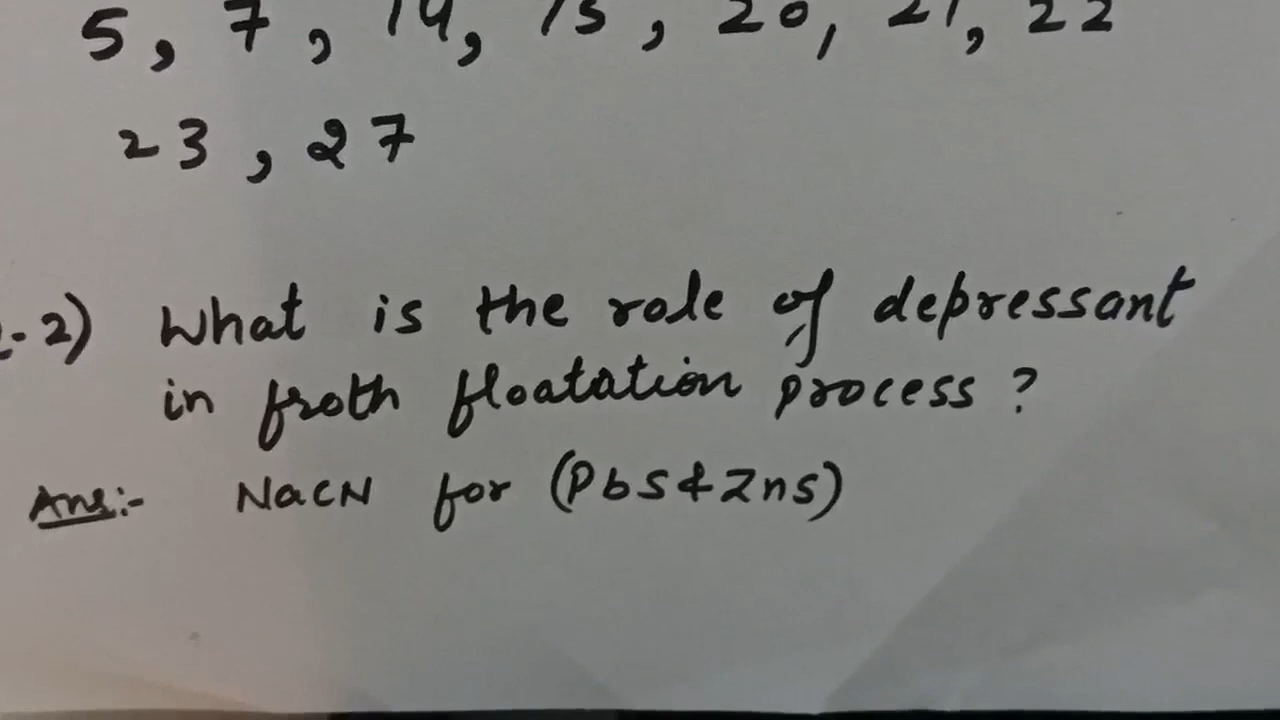 5, 7, 14, 15, 20, 21, 22
23, 27
-2) What is the role of depressant
in froth floatation process?
Ans:- NaCN for (PbS & ZnS)